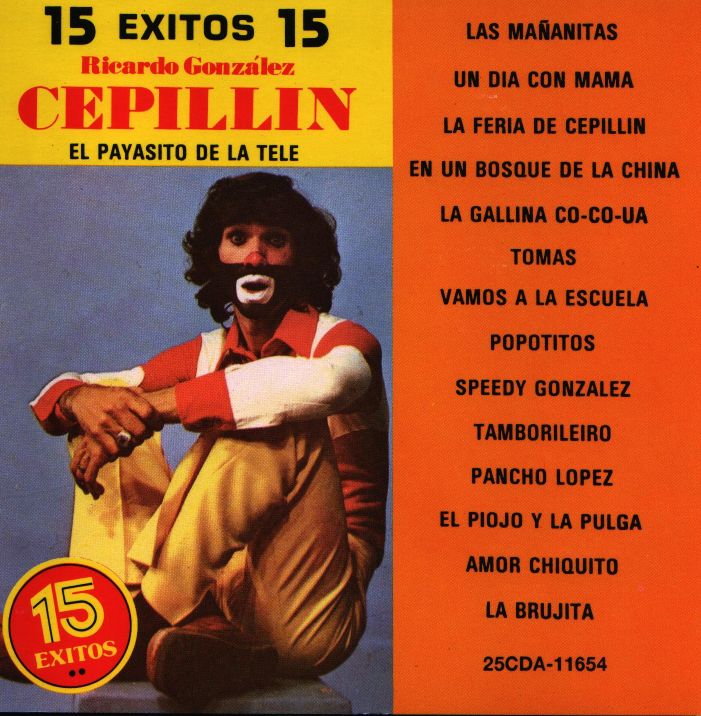 15 EXITOS 15
Ricardo González
CEPILLIN
EL PAYASITO DE LA TELE
15
EXITOS
LAS MAÑANITAS
UN DIA CON MAMA
LA FERIA DE CEPILLIN
EN UN BOSQUE DE LA CHINA
LA GALLINA CO-CO-UA
TOMAS
VAMOS A LA ESCUELA
POPOTITOS
SPEEDY GONZALEZ
TAMBORILEIRO
PANCHO LOPEZ
EL PIOJO Y LA PULGA
AMOR CHIQUITO
LA BRUJITA
25CDA-11654